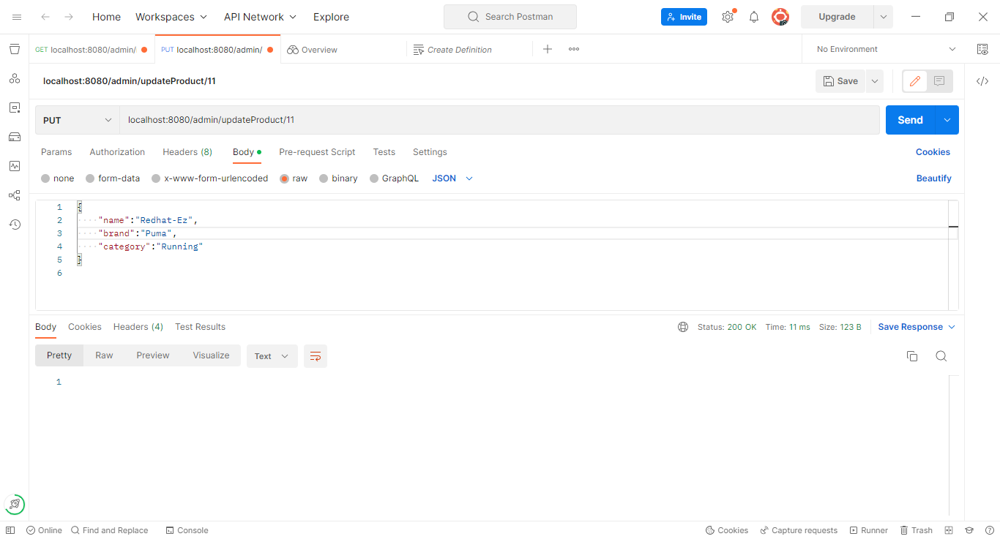 Home Workspaces API Network Explore Search Postman Invite Upgrade
GET localhost:8080/admin/ PUT localhost:8080/admin/ Overview Create Definition No Environment
localhost:8080/admin/updateProduct/11 Save
PUT localhost:8080/admin/updateProduct/11 Send
Params Authorization Headers (8) Body Pre-request Script Tests Settings Cookies
none form-data x-www-form-urlencoded raw binary GraphQL JSON Beautify
1 {
2 "name":"Redhat-Ez",
3 "brand":"Puma",
4 "category":"Running"
5 }
6
Body Cookies Headers (4) Test Results Status: 200 OK Time: 11 ms Size: 123 B Save Response
Pretty Raw Preview Visualize Text
1
Online Find and Replace Console Cookies Capture requests Runner Trash